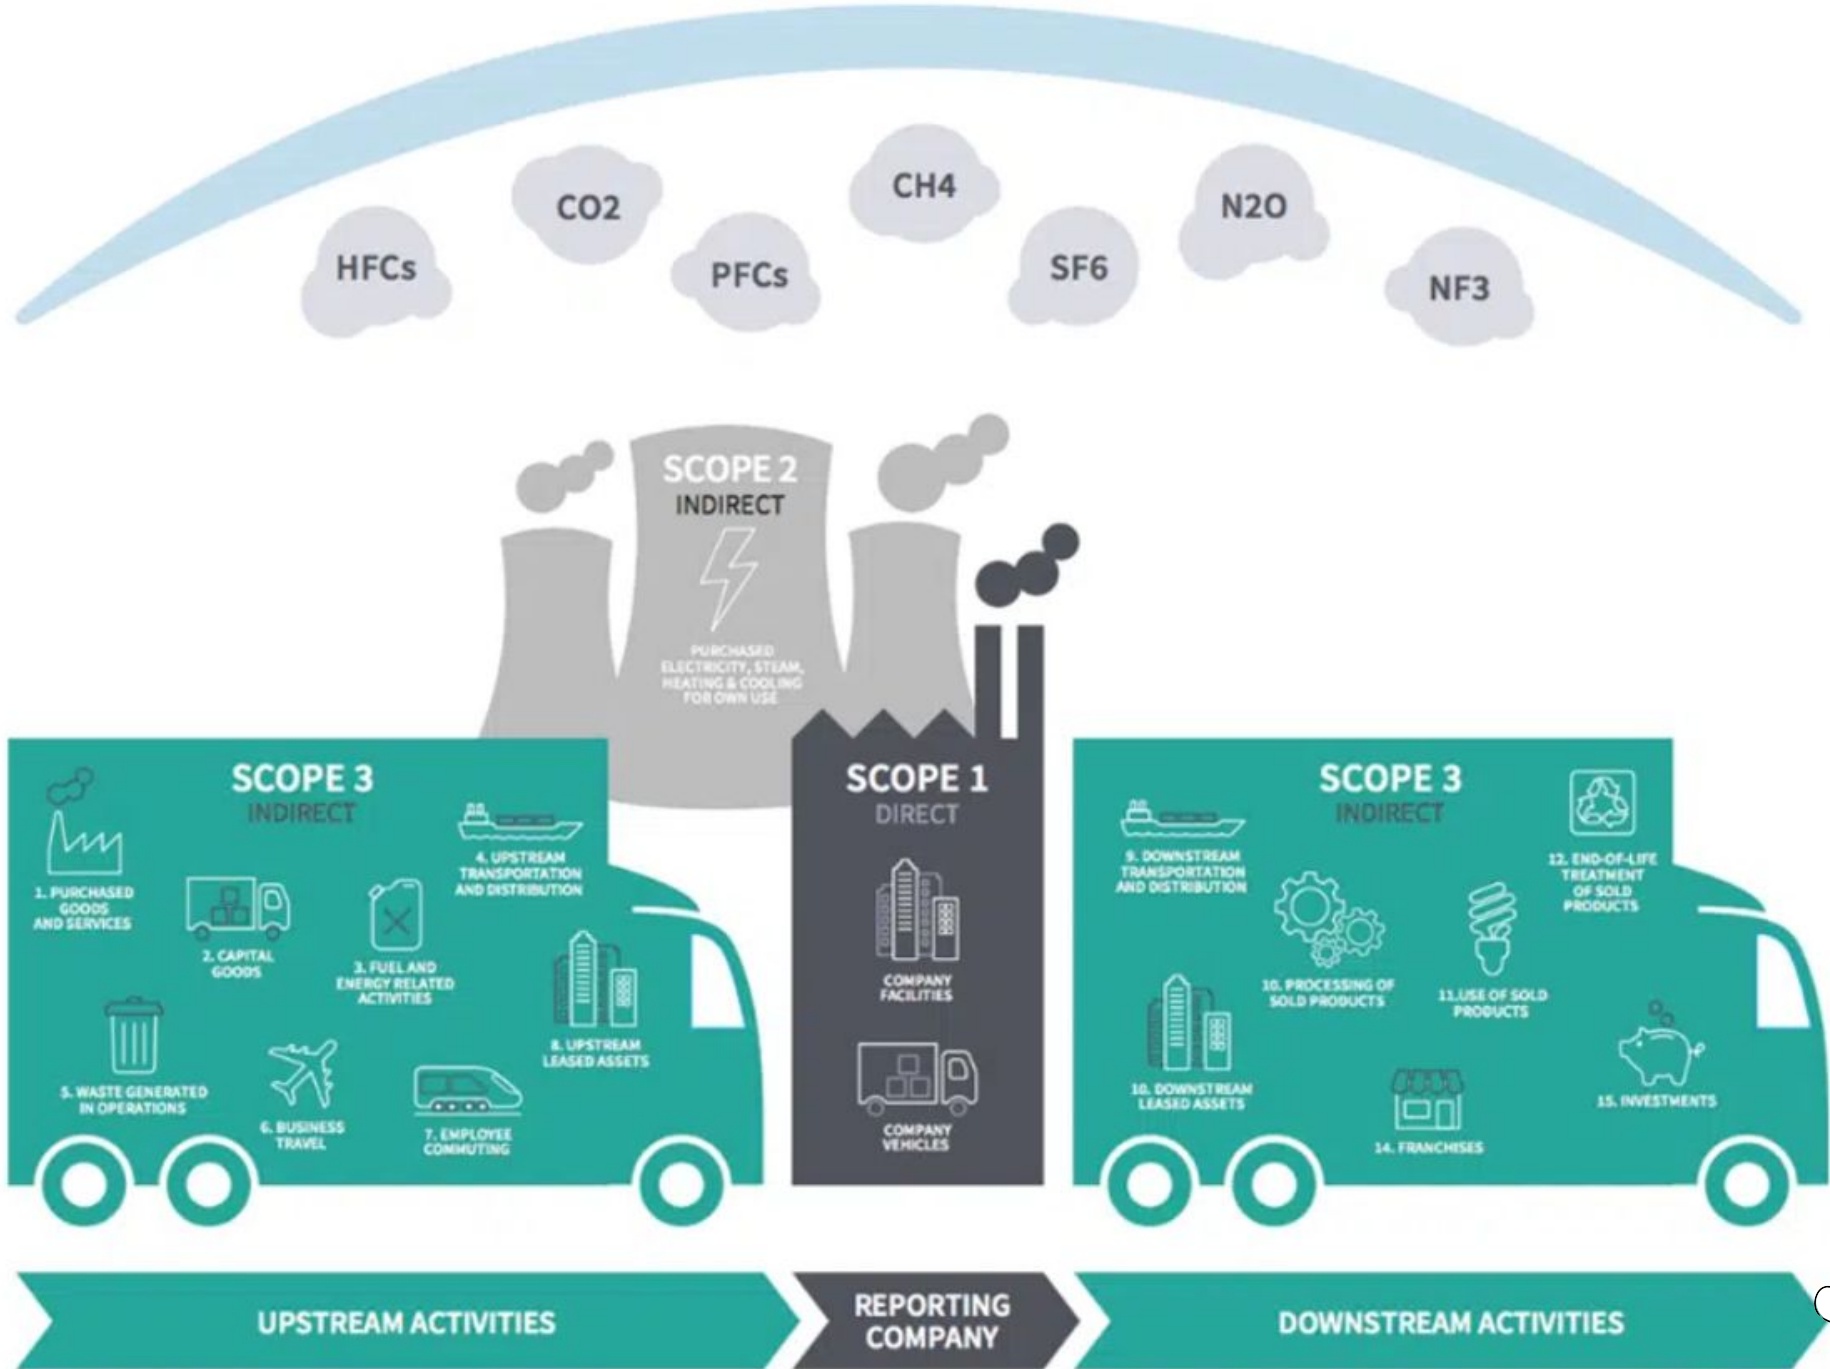 HFCs
CO2
PFCs
CH4
SF6
N2O
NF3
SCOPE 2
INDIRECT
PURCHASED
ELECTRICITY, STEAM,
HEATING & COOLING
FOR OWN USE
SCOPE 3
INDIRECT
1. PURCHASED
GOODS
AND SERVICES
2. CAPITAL
GOODS
3. FUEL AND
ENERGY RELATED
ACTIVITIES
4. UPSTREAM
TRANSPORTATION
AND DISTRIBUTION
5. WASTE GENERATED
IN OPERATIONS
6. BUSINESS
TRAVEL
7. EMPLOYEE
COMMUTING
8. UPSTREAM
LEASED ASSETS
SCOPE 1
DIRECT
COMPANY
FACILITIES
COMPANY
VEHICLES
SCOPE 3
INDIRECT
9. DOWNSTREAM
TRANSPORTATION
AND DISTRIBUTION
10. PROCESSING OF
SOLD PRODUCTS
11.USE OF SOLD
PRODUCTS
12. END-OF-LIFE
TREATMENT
OF SOLD
PRODUCTS
10. DOWNSTREAM
LEASED ASSETS
14. FRANCHISES
15. INVESTMENTS
UPSTREAM ACTIVITIES
REPORTING
COMPANY
DOWNSTREAM ACTIVITIES